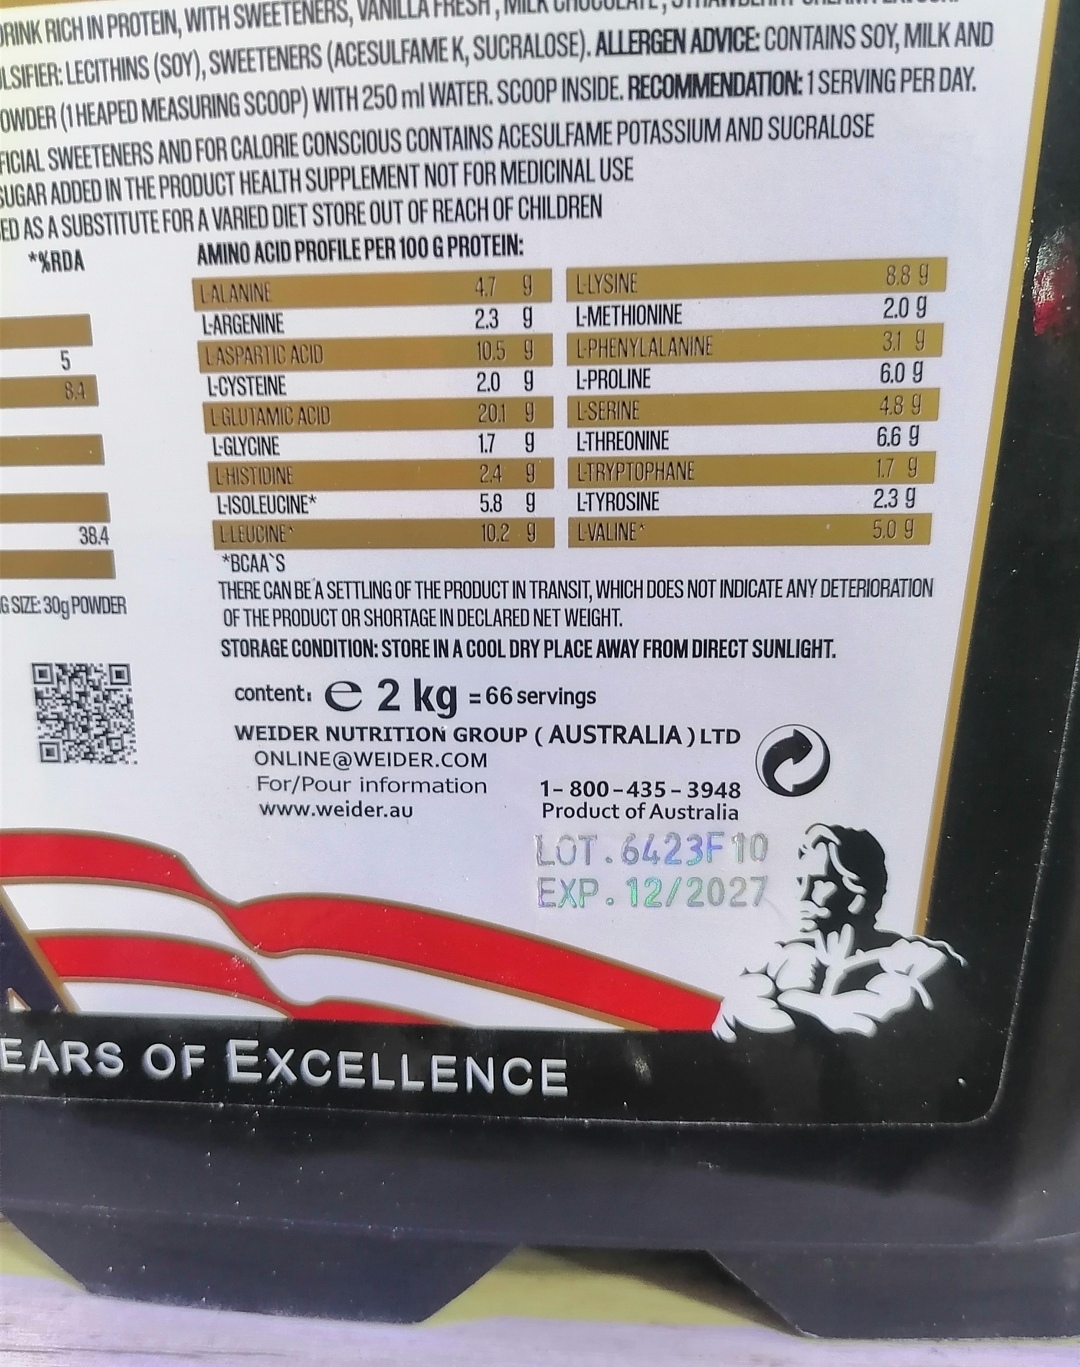 DRINK RICH IN PROTEIN, WITH SWEETENERS, VANILLA FRESH, MILK CHOCOLATE,
LSIFIER: LECITHINS (SOY), SWEETENERS (ACESULFAME K, SUCRALOSE). ALLERGEN ADVICE: CONTAINS SOY, MILK AND
OWDER (1 HEAPED MEASURING SCOOP) WITH 250 ml WATER. SCOOP INSIDE. RECOMMENDATION: 1 SERVING PER DAY.
FICIAL SWEETENERS AND FOR CALORIE CONSCIOUS CONTAINS ACESULFAME POTASSIUM AND SUCRALOSE
SUGAR ADDED IN THE PRODUCT HEALTH SUPPLEMENT NOT FOR MEDICINAL USE
ED AS A SUBSTITUTE FOR A VARIED DIET STORE OUT OF REACH OF CHILDREN
*%RDA
5
8.4
38.4
G SIZE: 30g POWDER
AMINO ACID PROFILE PER 100 G PROTEIN:
L-ALANINE 4.7 g L-LYSINE 8.8 g
L-ARGENINE 2.3 g L-METHIONINE 2.0 g
L-ASPARTIC ACID 10.5 g L-PHENYLALANINE 3.1 g
L-CYSTEINE 2.0 g L-PROLINE 6.0 g
L-GLUTAMIC ACID 20.1 g L-SERINE 4.8 g
L-GLYCINE 1.7 g L-THREONINE 6.6 g
L-HISTIDINE 2.4 g L-TRYPTOPHANE 1.7 g
L-ISOLEUCINE* 5.8 g L-TYROSINE 2.3 g
L-LEUCINE* 10.2 g L-VALINE* 5.0 g
*BCAA`S
THERE CAN BE A SETTLING OF THE PRODUCT IN TRANSIT, WHICH DOES NOT INDICATE ANY DETERIORATION
OF THE PRODUCT OR SHORTAGE IN DECLARED NET WEIGHT.
STORAGE CONDITION: STORE IN A COOL DRY PLACE AWAY FROM DIRECT SUNLIGHT.
content: e 2 kg = 66 servings
WEIDER NUTRITION GROUP ( AUSTRALIA ) LTD
ONLINE@WEIDER.COM
For/Pour information 1- 800-435-3948
www.weider.au Product of Australia
LOT.6423F10
EXP.12/2027
EARS OF EXCELLENCE